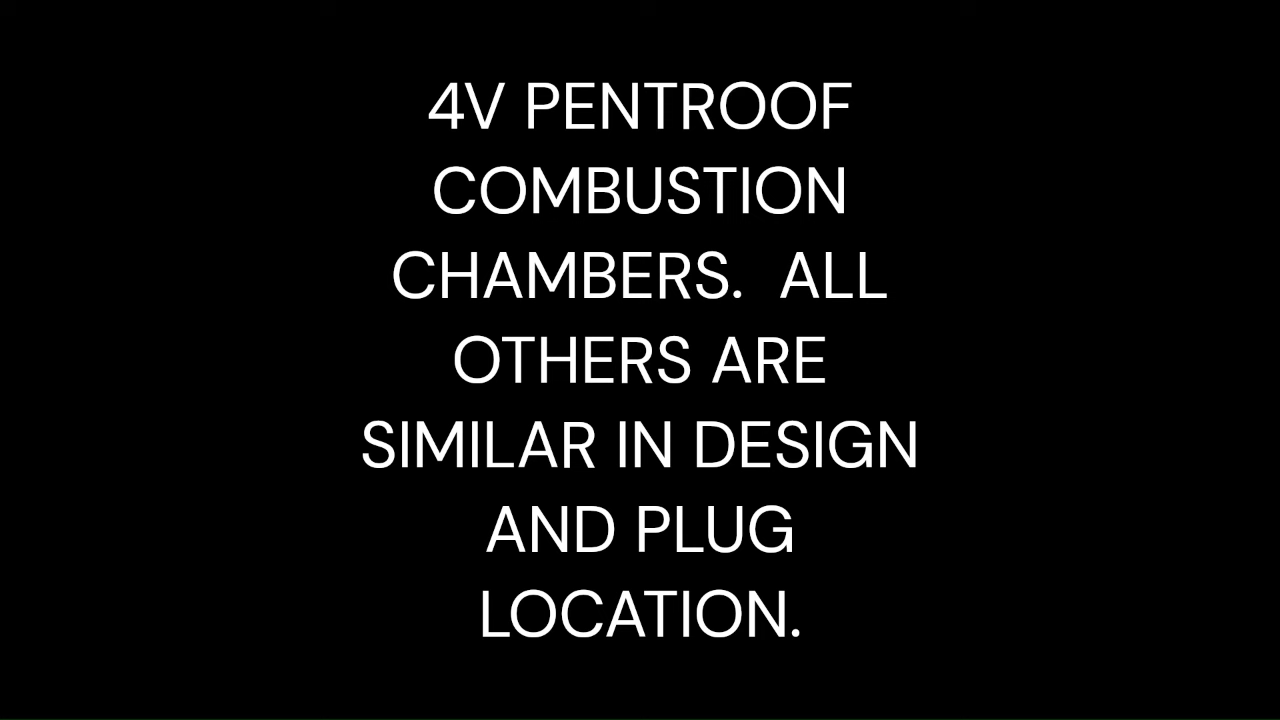 4V PENTROOF
COMBUSTION
CHAMBERS.  ALL
OTHERS ARE
SIMILAR IN DESIGN
AND PLUG
LOCATION.